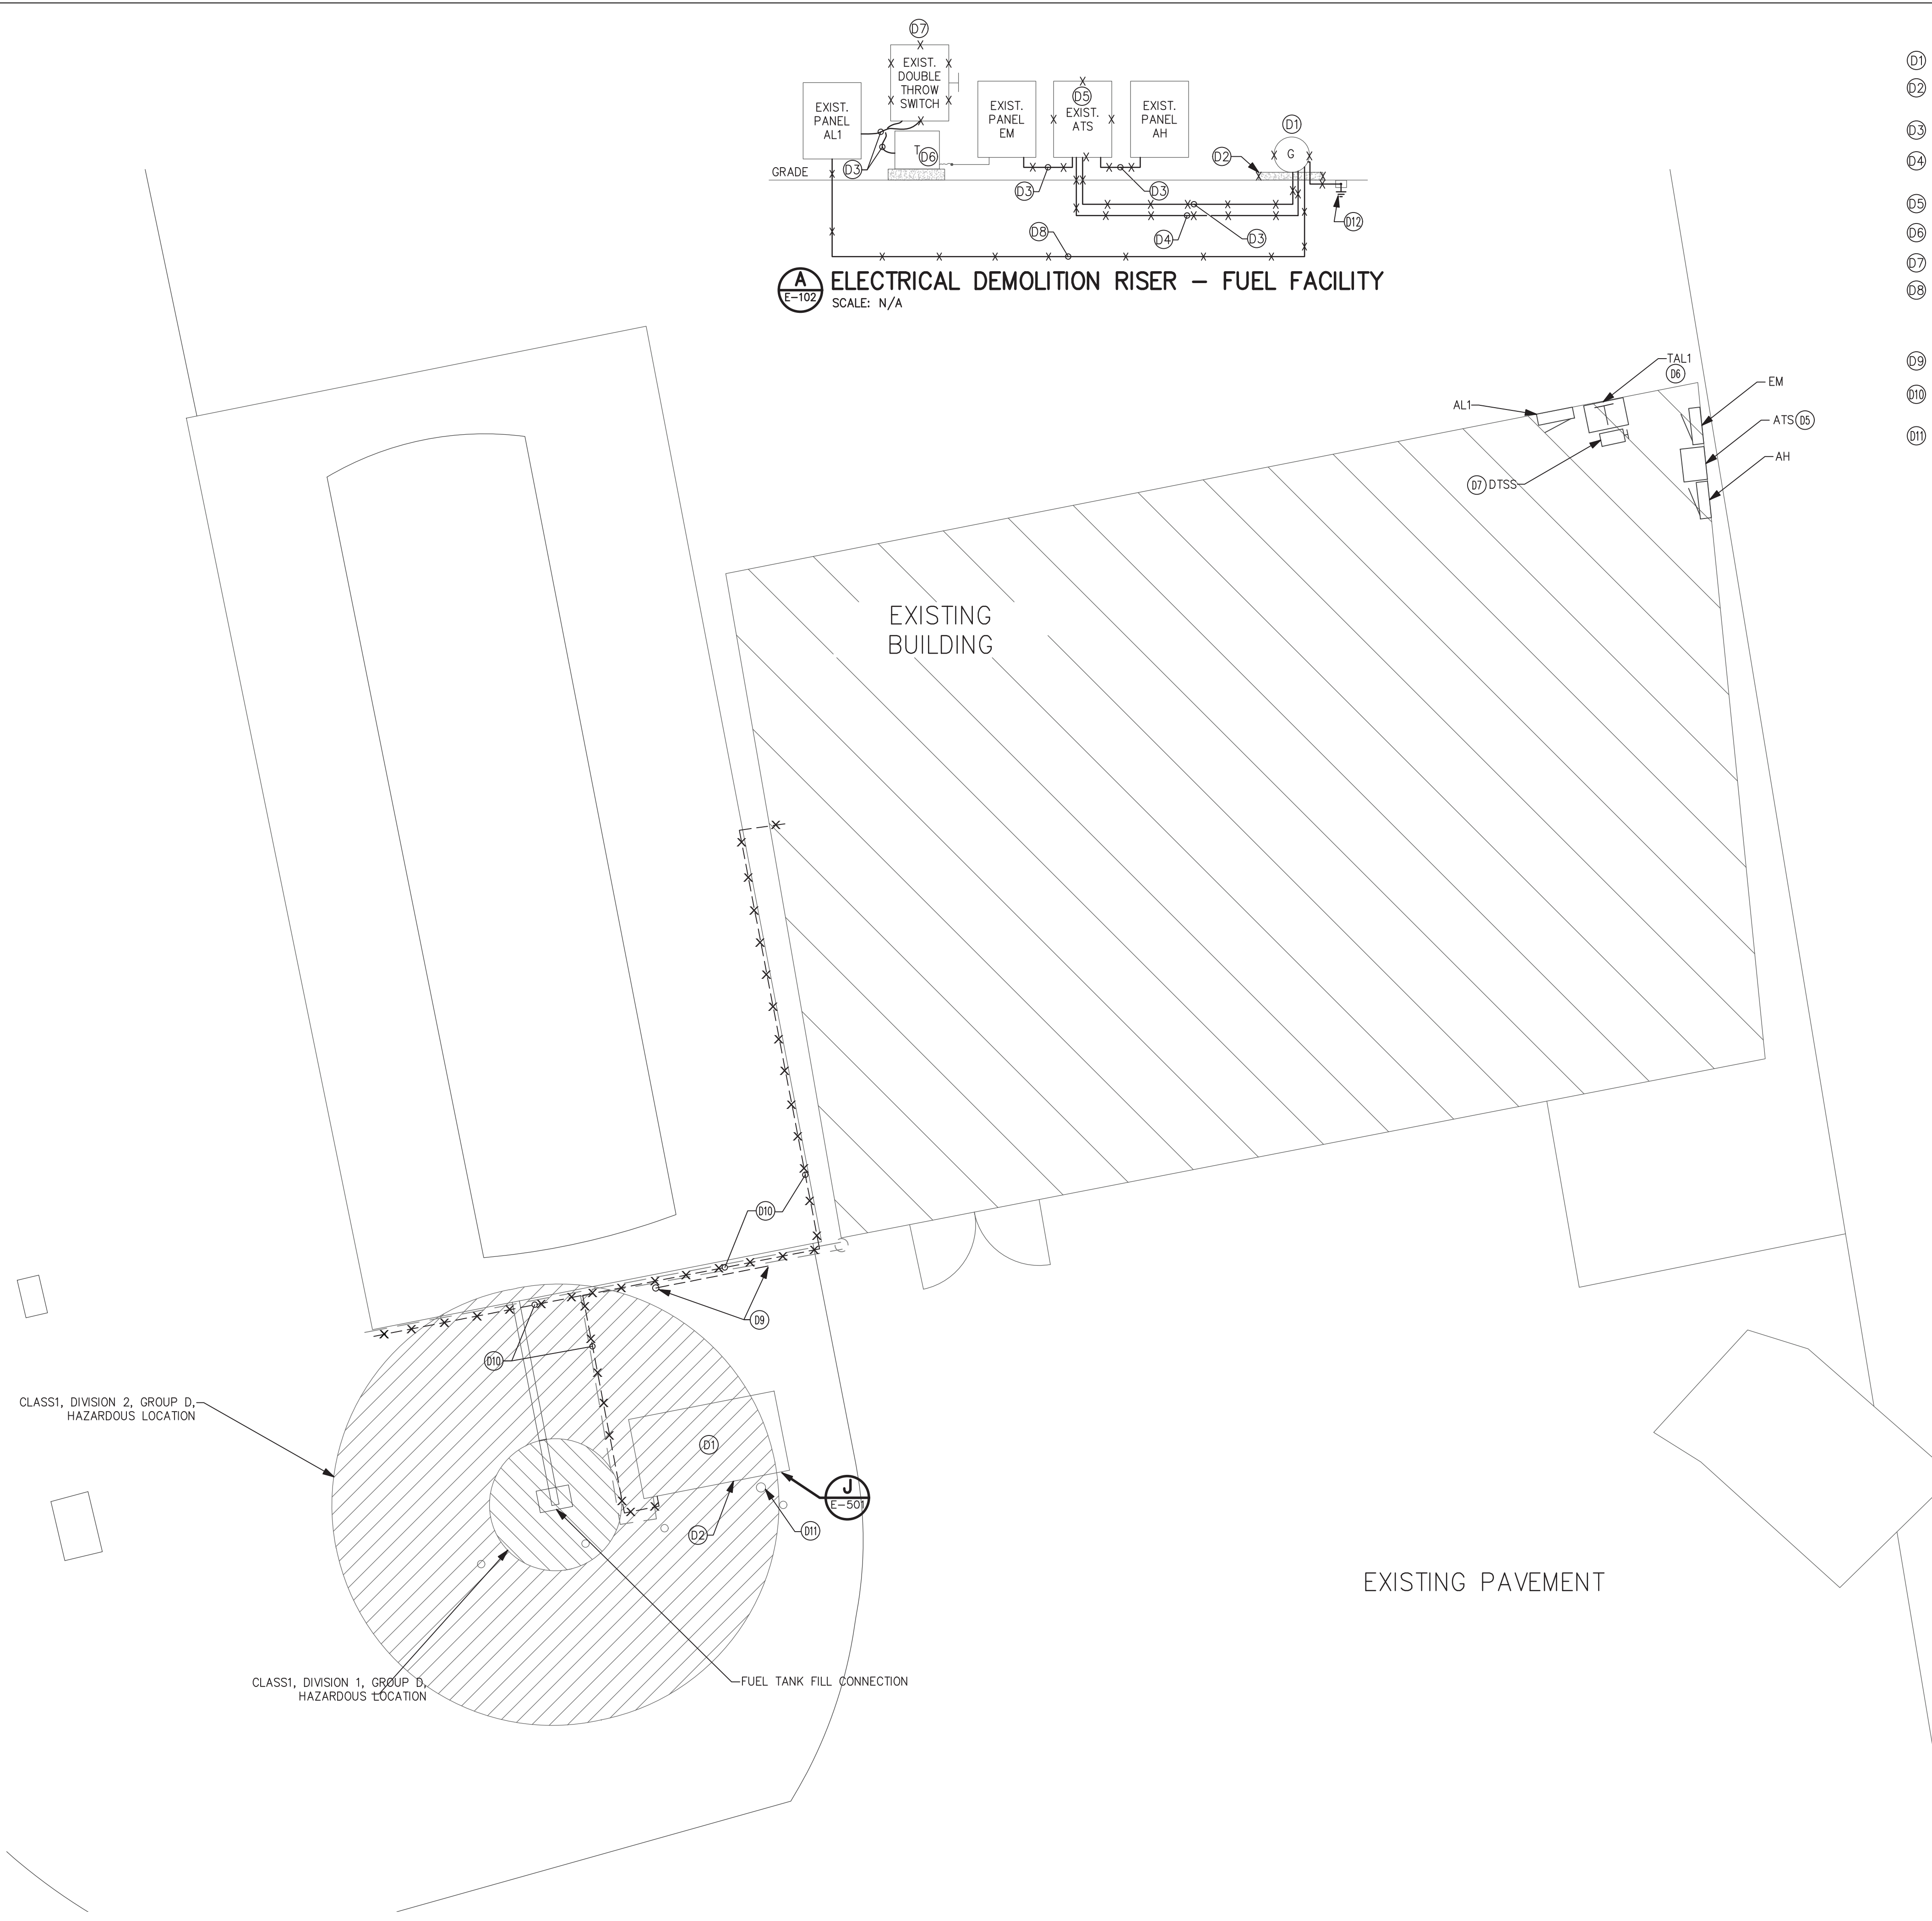 D7
EXIST.
DOUBLE
THROW
SWITCH
EXIST.
PANEL
AL1
EXIST.
PANEL
EM
D5
EXIST.
ATS
EXIST.
PANEL
AH
D1
G
T
D6
D2
D3
GRADE
D3
D3
D12
D8
D4
D3
A
E-102
ELECTRICAL DEMOLITION RISER – FUEL FACILITY
SCALE: N/A
D1
D2
D3
D4
D5
D6
D7
D8
D9
D10
D11
TAL1
D6
EM
AL1
ATS
D5
AH
D7
DTSS
EXISTING
BUILDING
D10
D9
D10
CLASS1, DIVISION 2, GROUP D,
HAZARDOUS LOCATION
D1
J
E-501
D2
D11
EXISTING PAVEMENT
CLASS1, DIVISION 1, GROUP D,
HAZARDOUS LOCATION
FUEL TANK FILL CONNECTION